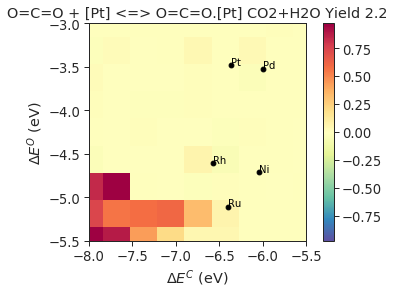 O=C=O + [Pt] <=> O=C=O.[Pt] CO2+H2O Yield 2.2
−3.0
−3.5
−4.0
−4.5
−5.0
−5.5
ΔE^O (eV)
Pt
Pd
Rh
Ni
Ru
−8.0 −7.5 −7.0 −6.5 −6.0 −5.5
ΔE^C (eV)
0.75
0.50
0.25
0.00
−0.25
−0.50
−0.75